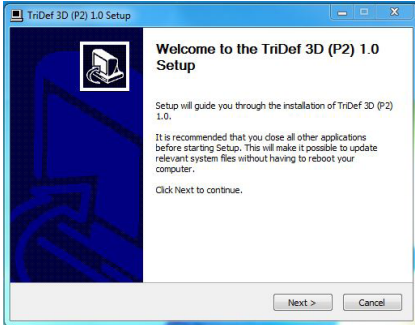 TriDef 3D (P2) 1.0 Setup
Welcome to the TriDef 3D (P2) 1.0
Setup
Setup will guide you through the installation of TriDef 3D (P2)
1.0.
It is recommended that you close all other applications
before starting Setup. This will make it possible to update
relevant system files without having to reboot your
computer.
Click Next to continue.
Next >
Cancel